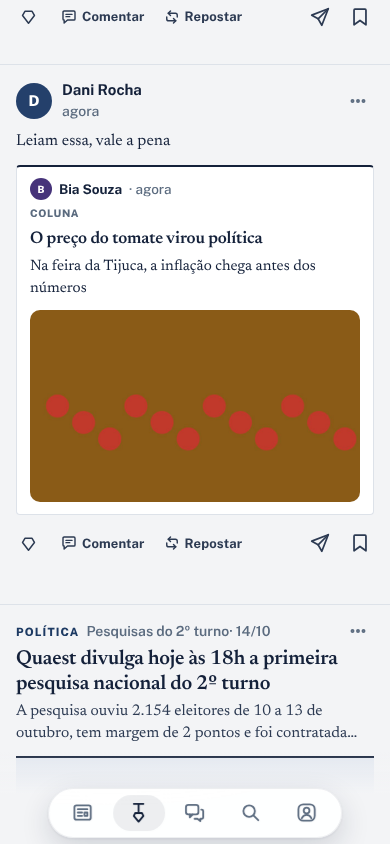 Comentar Repostar
D Dani Rocha
agora
Leiam essa, vale a pena
B Bia Souza · agora
COLUNA
O preço do tomate virou política
Na feira da Tijuca, a inflação chega antes dos
números
Comentar Repostar
POLÍTICA Pesquisas do 2º turno· 14/10
Quaest divulga hoje às 18h a primeira
pesquisa nacional do 2º turno
A pesquisa ouviu 2.154 eleitores de 10 a 13 de
outubro, tem margem de 2 pontos e foi contratada...